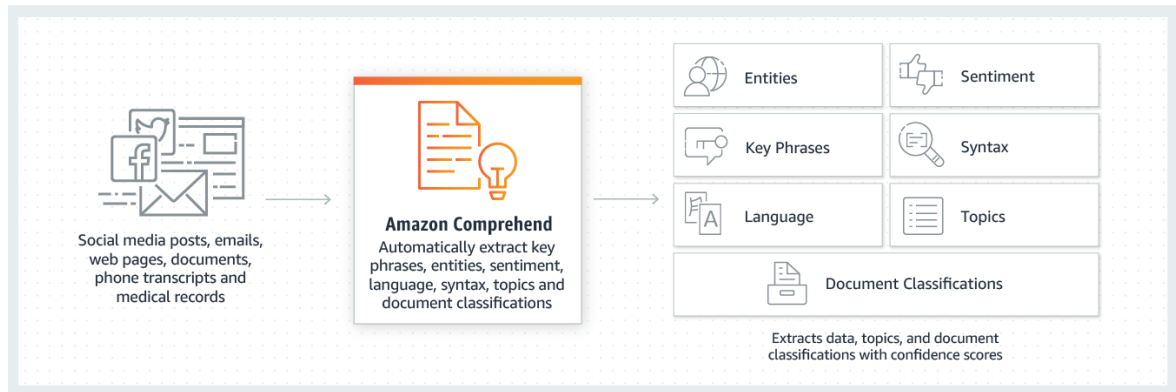 Social media posts, emails,
web pages, documents,
phone transcripts and
medical records
Amazon Comprehend
Automatically extract key
phrases, entities, sentiment,
language, syntax, topics and
document classifications
Entities
Sentiment
Key Phrases
Syntax
A
Language
Topics
Document Classifications
Extracts data, topics, and document
classifications with confidence scores